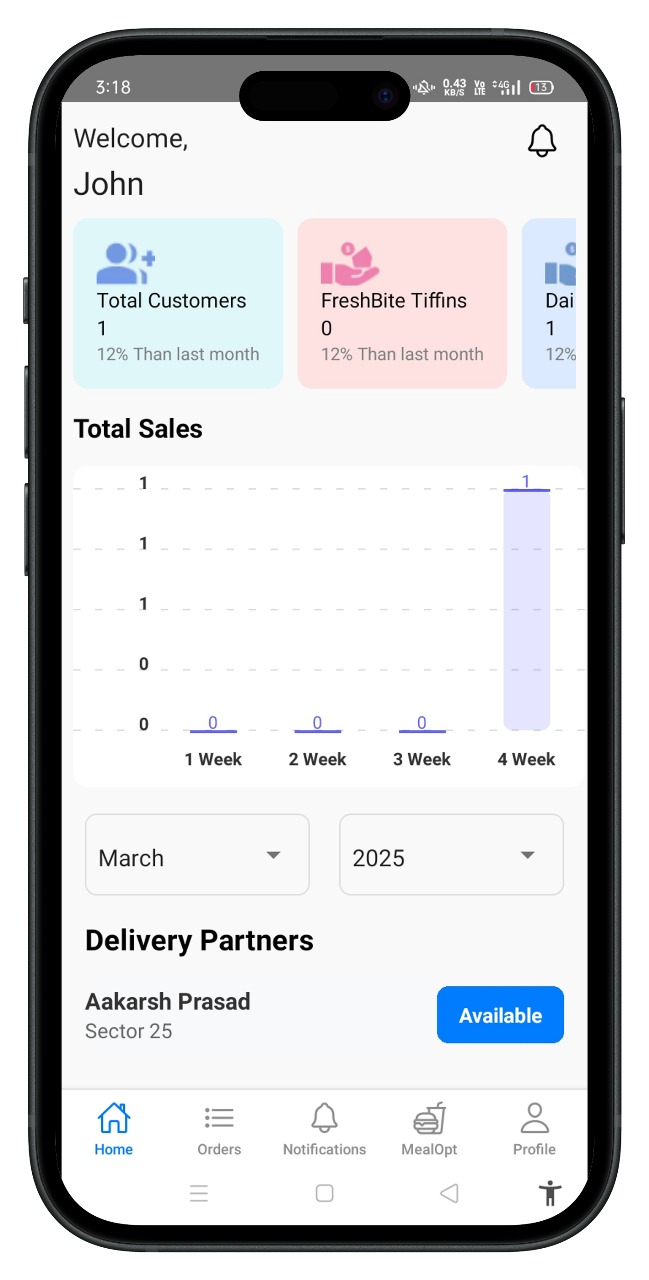 3:18 0.43 KB/S Vo LTE 4G 13
Welcome,
John
Total Customers
1
12% Than last month
FreshBite Tiffins
0
12% Than last month
Dai
1
12%
Total Sales
1
1
1
0
0
0 0 0 1
1 Week 2 Week 3 Week 4 Week
March 2025
Delivery Partners
Aakarsh Prasad
Sector 25
Available
Home Orders Notifications MealOpt Profile